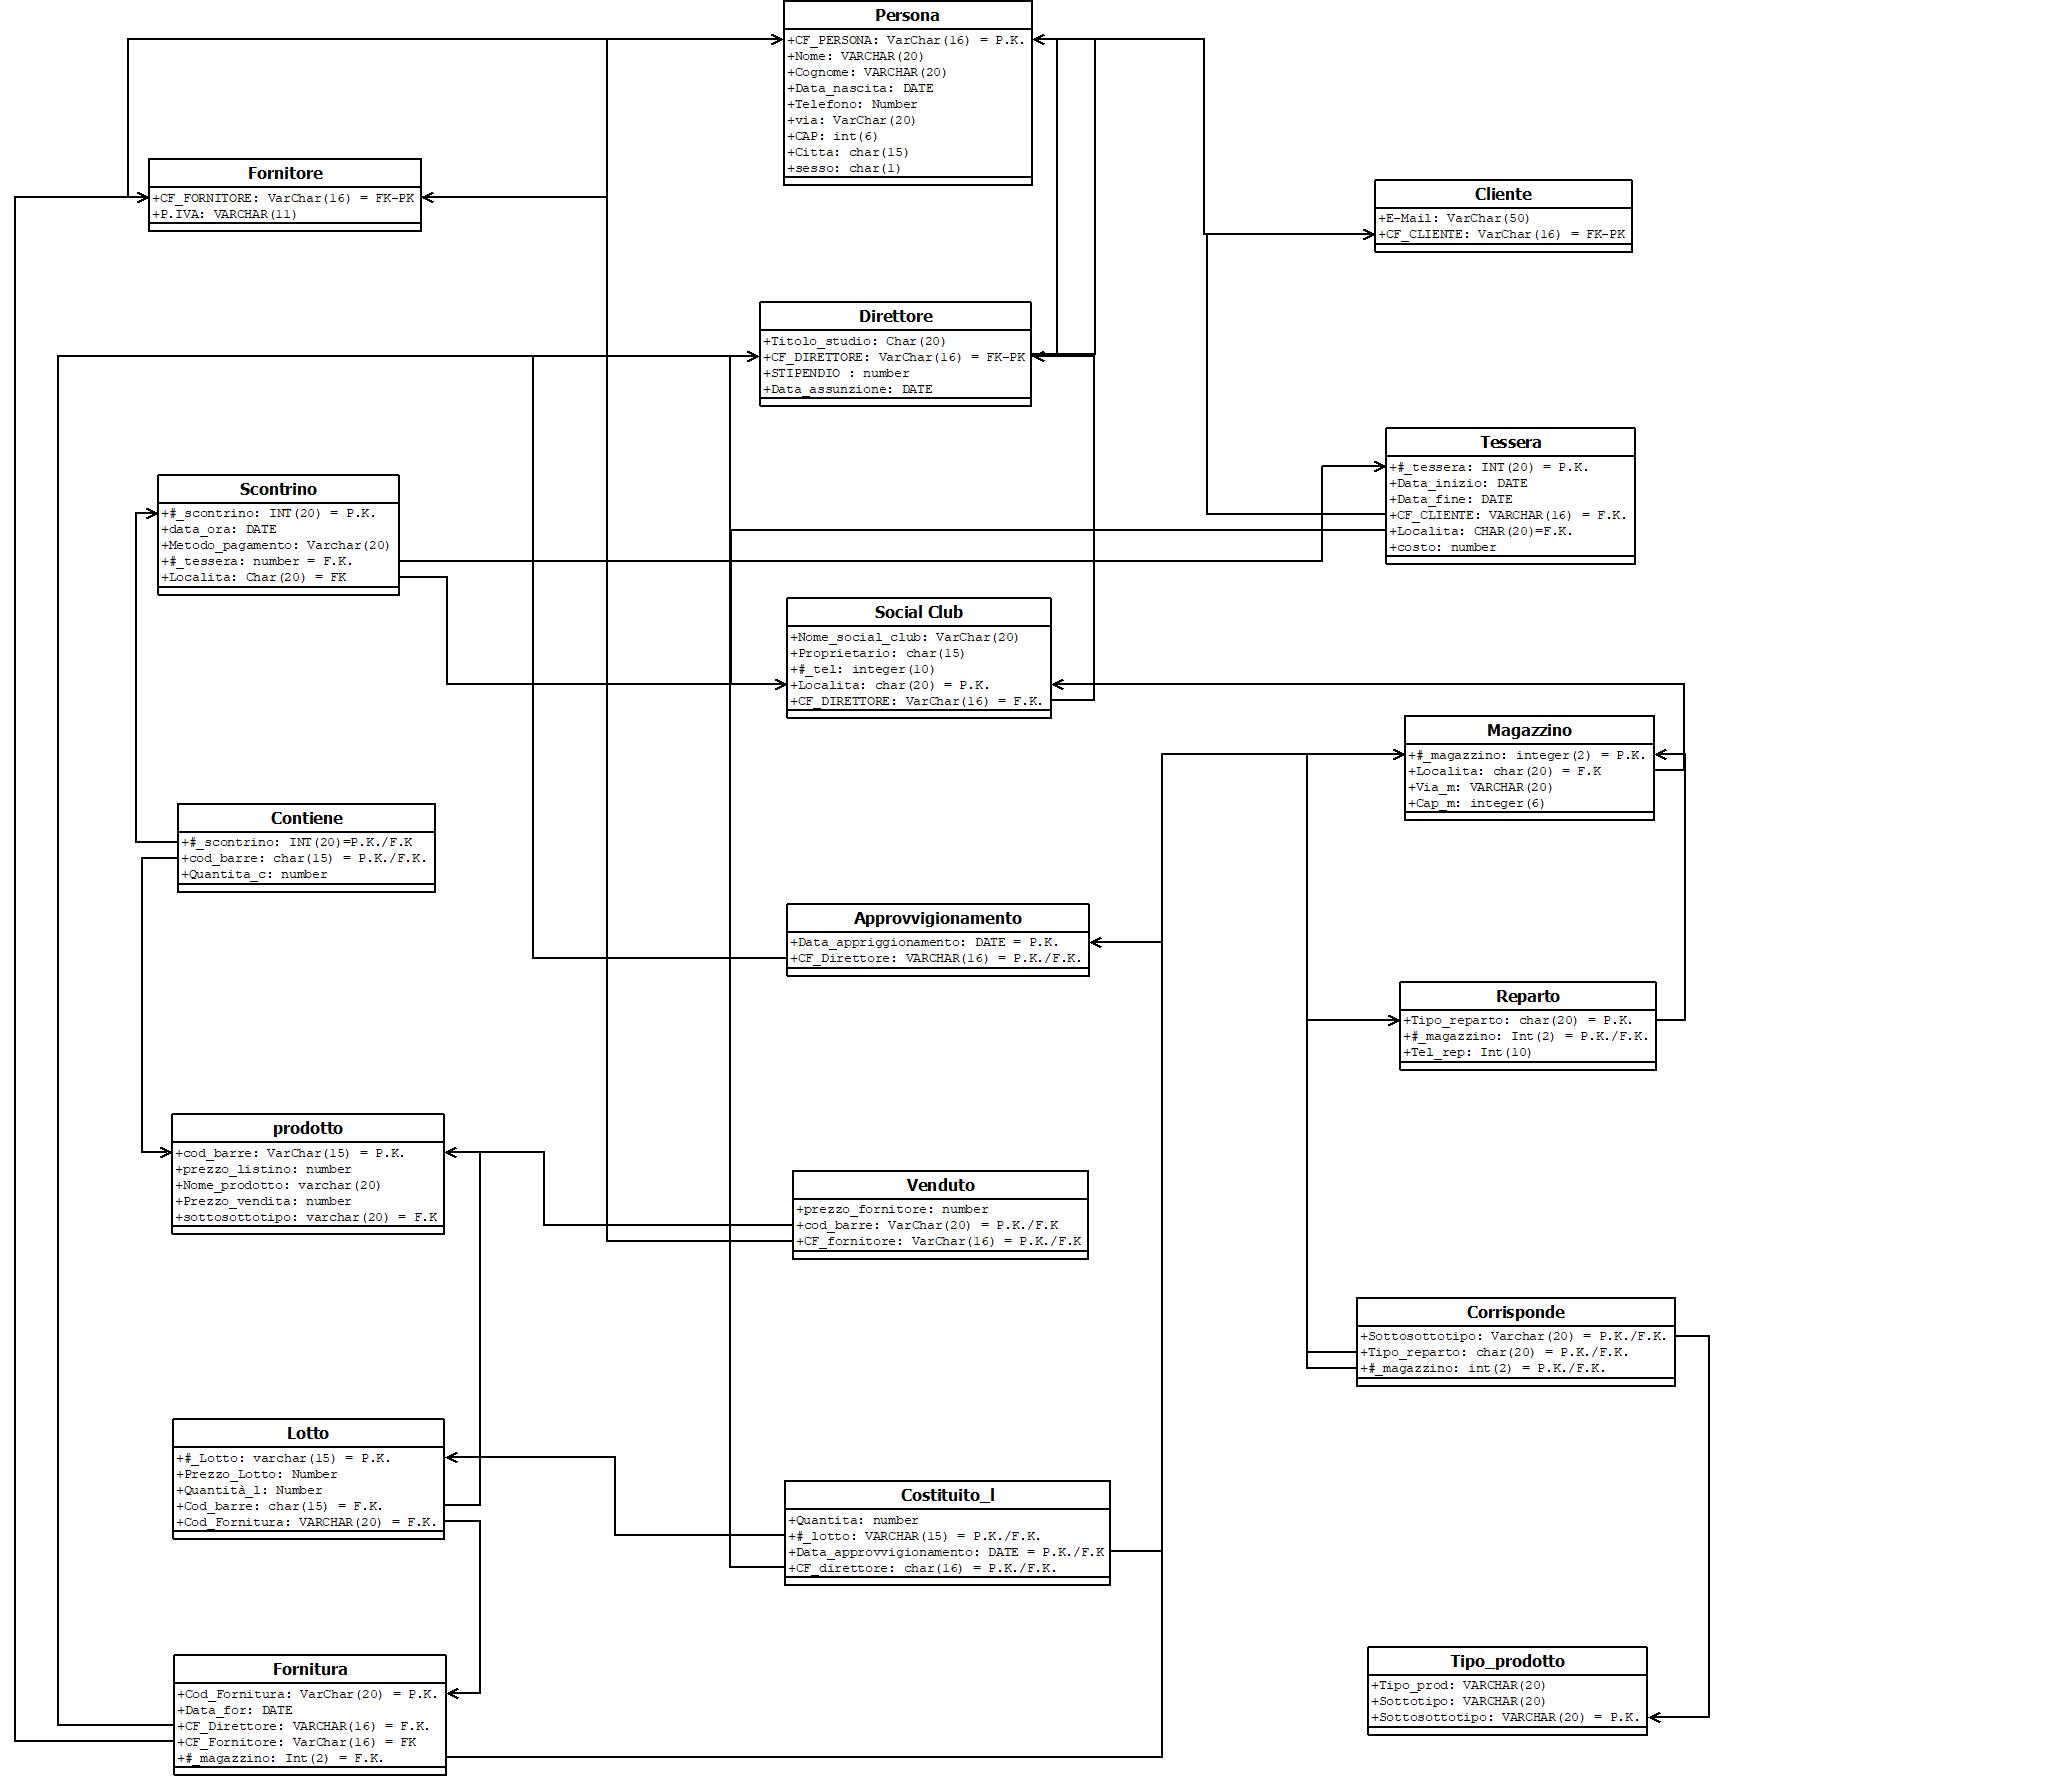 Persona
+CF_PERSONA: VarChar(16) = P.K.
+Nome: VARCHAR(20)
+Cognome: VARCHAR(20)
+Data_nascita: DATE
+Telefono: Number
+via: VarChar(20)
+CAP: int(6)
+Citta: char(15)
+sesso: char(1)
Fornitore
+CF_FORNITORE: VarChar(16) = FK-PK
+P.IVA: VARCHAR(11)
Cliente
+E-Mail: VarChar(50)
+CF_CLIENTE: VarChar(16) = FK-PK
Direttore
+Titolo_studio: Char(20)
+CF_DIRETTORE: VarChar(16) = FK-PK
+STIPENDIO : number
+Data_assunzione: DATE
Tessera
+#_tessera: INT(20) = P.K.
+Data_inizio: DATE
+Data_fine: DATE
+CF_CLIENTE: VARCHAR(16) = F.K.
+Localita: CHAR(20)=F.K.
+costo: number
Scontrino
+#_scontrino: INT(20) = P.K.
+data_ora: DATE
+Metodo_pagamento: Varchar(20)
+#_tessera: number = F.K.
+Localita: Char(20) = FK
Social Club
+Nome_social_club: VarChar(20)
+Proprietario: char(15)
+#_tel: integer(10)
+Localita: char(20) = P.K.
+CF_DIRETTORE: VarChar(16) = F.K.
Magazzino
+#_magazzino: integer(2) = P.K.
+Localita: char(20) = F.K
+Via_m: VARCHAR(20)
+Cap_m: integer(6)
Contiene
+#_scontrino: INT(20)=P.K./F.K
+cod_barre: char(15) = P.K./F.K.
+Quantita_c: number
Approvvigionamento
+Data_appriggionamento: DATE = P.K.
+CF_Direttore: VARCHAR(16) = P.K./F.K.
Reparto
+Tipo_reparto: char(20) = P.K.
+#_magazzino: Int(2) = P.K./F.K.
+Tel_rep: Int(10)
prodotto
+cod_barre: VarChar(15) = P.K.
+prezzo_listino: number
+Nome_prodotto: varchar(20)
+Prezzo_vendita: number
+sottosottotipo: varchar(20) = F.K
Venduto
+prezzo_fornitore: number
+cod_barre: VarChar(20) = P.K./F.K
+CF_fornitore: VarChar(16) = P.K./F.K
Corrisponde
+Sottosottotipo: Varchar(20) = P.K./F.K.
+Tipo_reparto: char(20) = P.K./F.K.
+#_magazzino: int(2) = P.K./F.K.
Lotto
+#_Lotto: varchar(15) = P.K.
+Prezzo_Lotto: Number
+Quantità_l: Number
+Cod_barre: char(15) = F.K.
+Cod_Fornitura: VARCHAR(20) = F.K.
Costituito_l
+Quantita: number
+#_lotto: VARCHAR(15) = P.K./F.K.
+Data_approvvigionamento: DATE = P.K./F.K
+CF_direttore: char(16) = P.K./F.K.
Fornitura
+Cod_Fornitura: VarChar(20) = P.K.
+Data_for: DATE
+CF_Direttore: VARCHAR(16) = F.K.
+CF_Fornitore: VarChar(16) = FK
+#_magazzino: Int(2) = F.K.
Tipo_prodotto
+Tipo_prod: VARCHAR(20)
+Sottotipo: VARCHAR(20)
+Sottosottotipo: VARCHAR(20) = P.K.